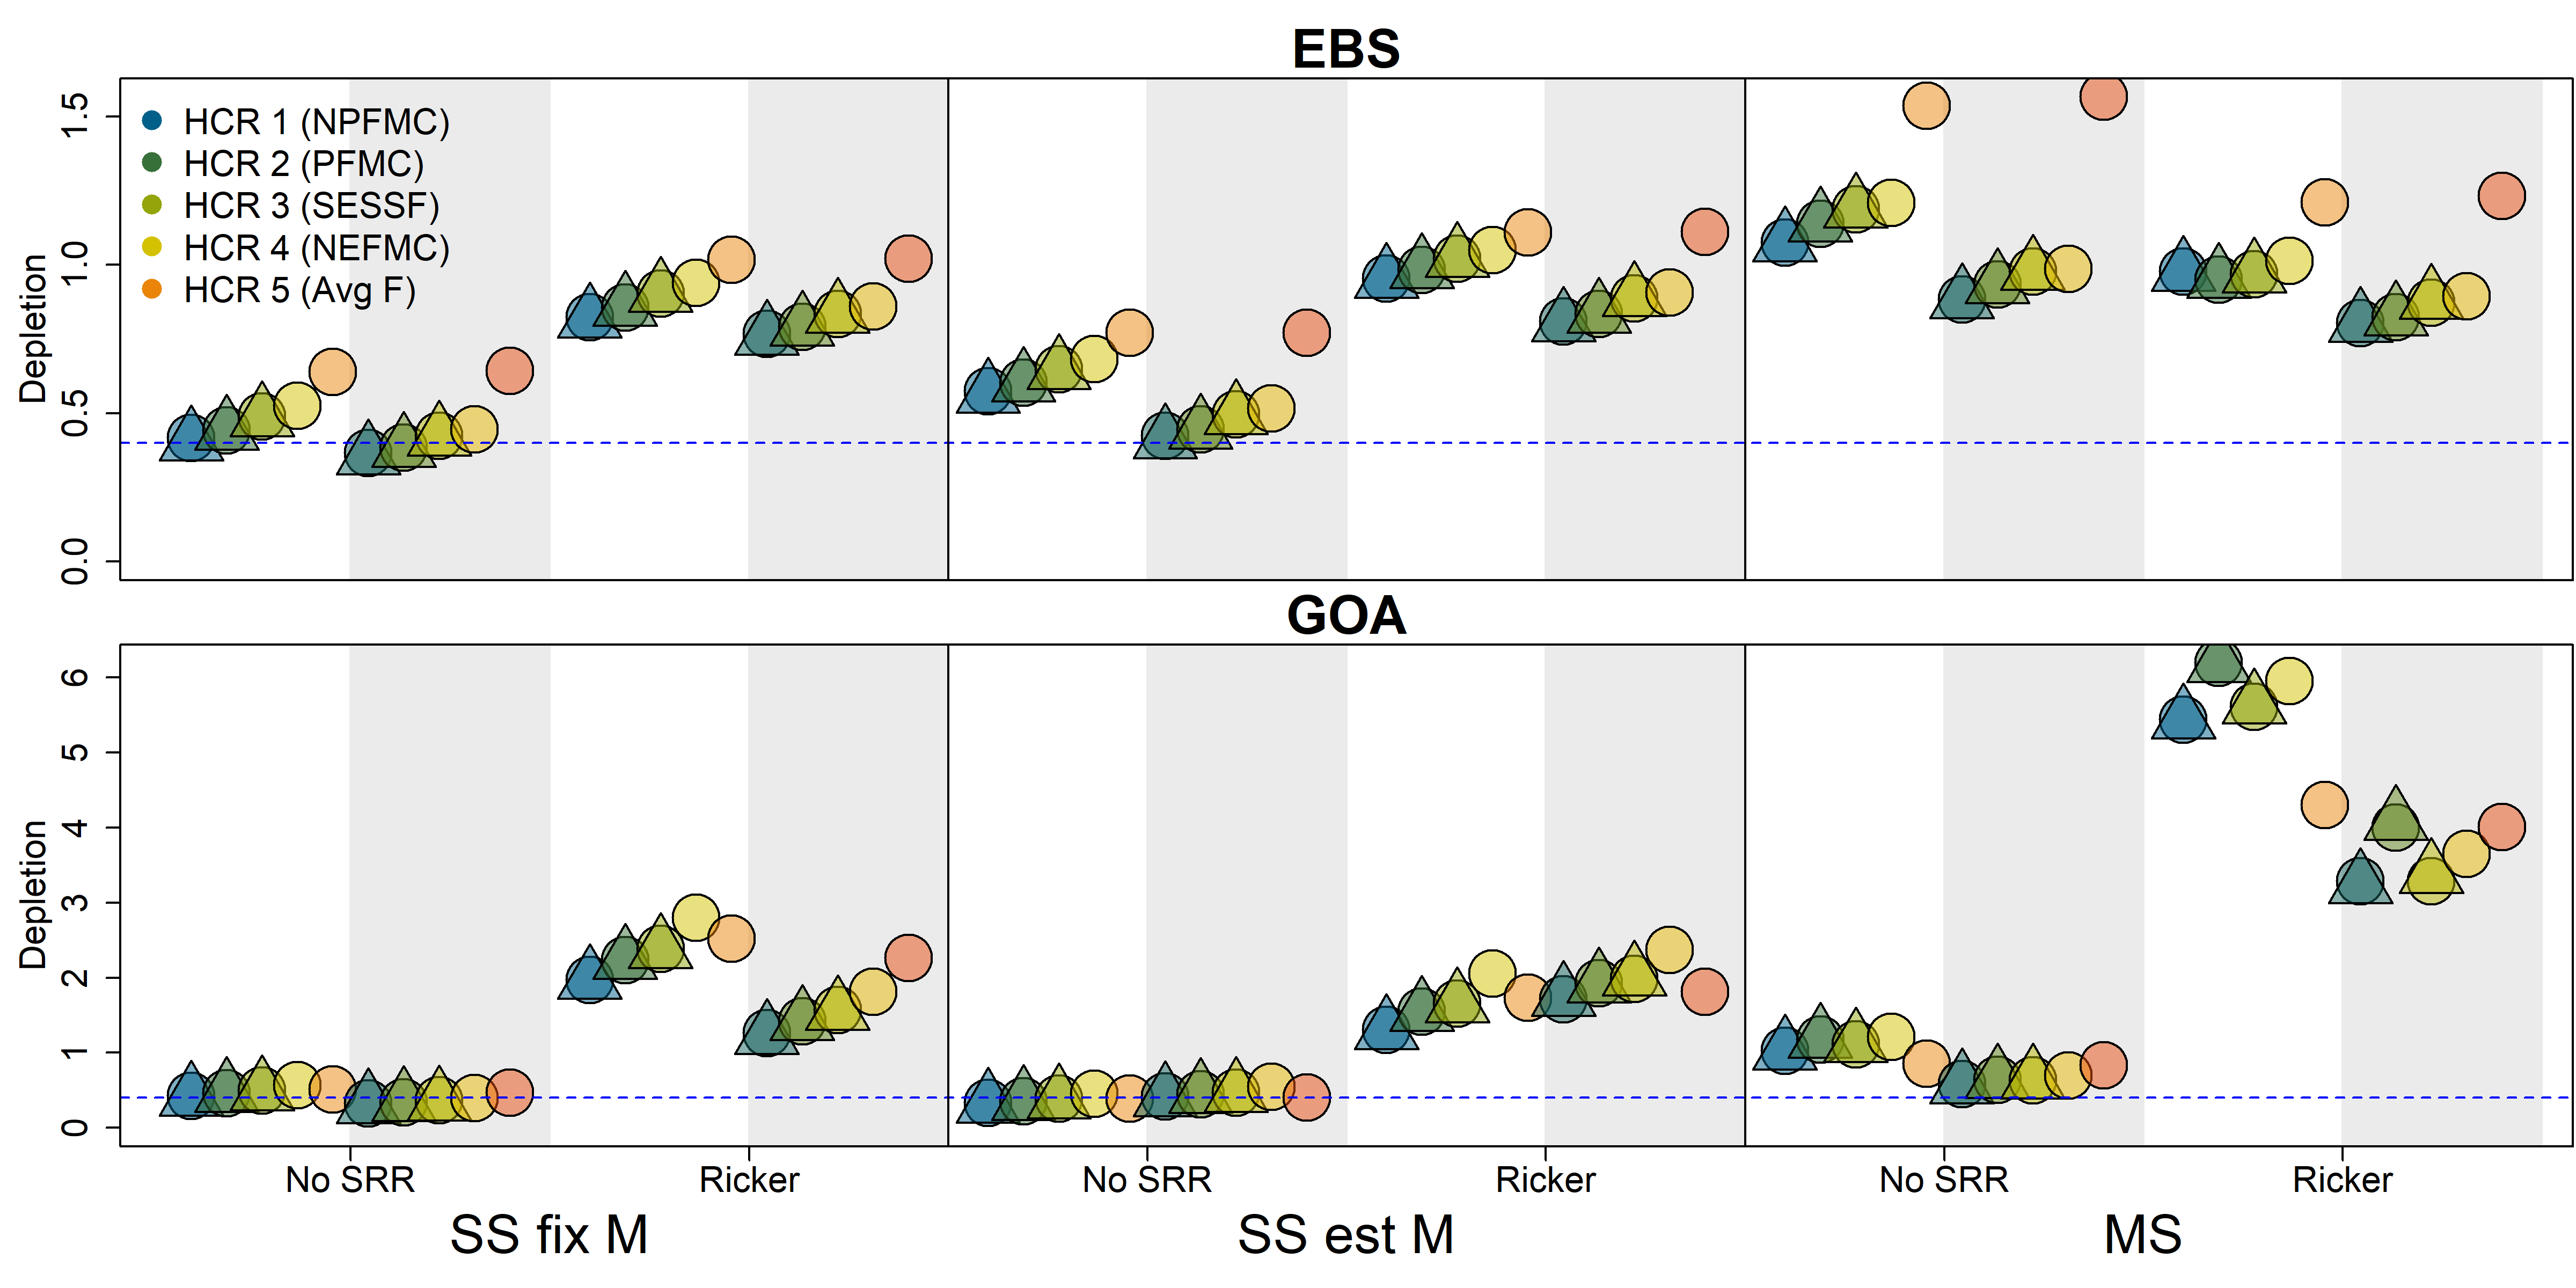 EBS
Depletion
1.5
1.0
0.5
0.0
HCR 1 (NPFMC)
HCR 2 (PFMC)
HCR 3 (SESSF)
HCR 4 (NEFMC)
HCR 5 (Avg F)
GOA
Depletion
6
5
4
3
2
1
0
No SRR Ricker No SRR Ricker No SRR Ricker
SS fix M SS est M MS